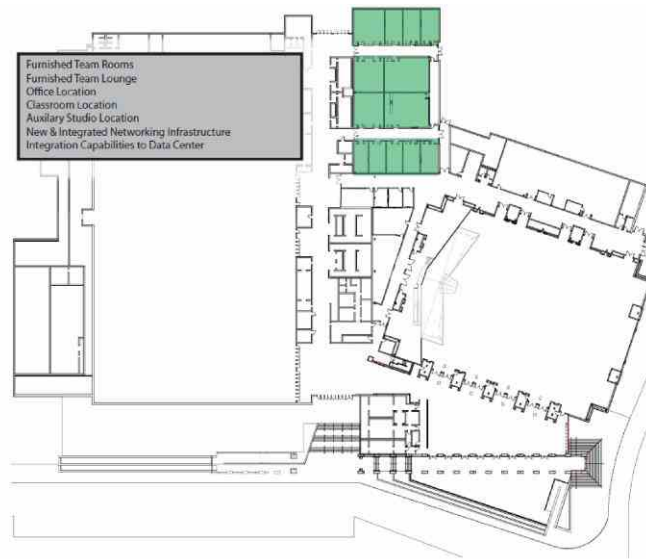 Furnished Team Rooms
Furnished Team Lounge
Office Location
Classroom Location
Auxilary Studio Location
New & Integrated Networking Infrastructure
Integration Capabilities to Data Center